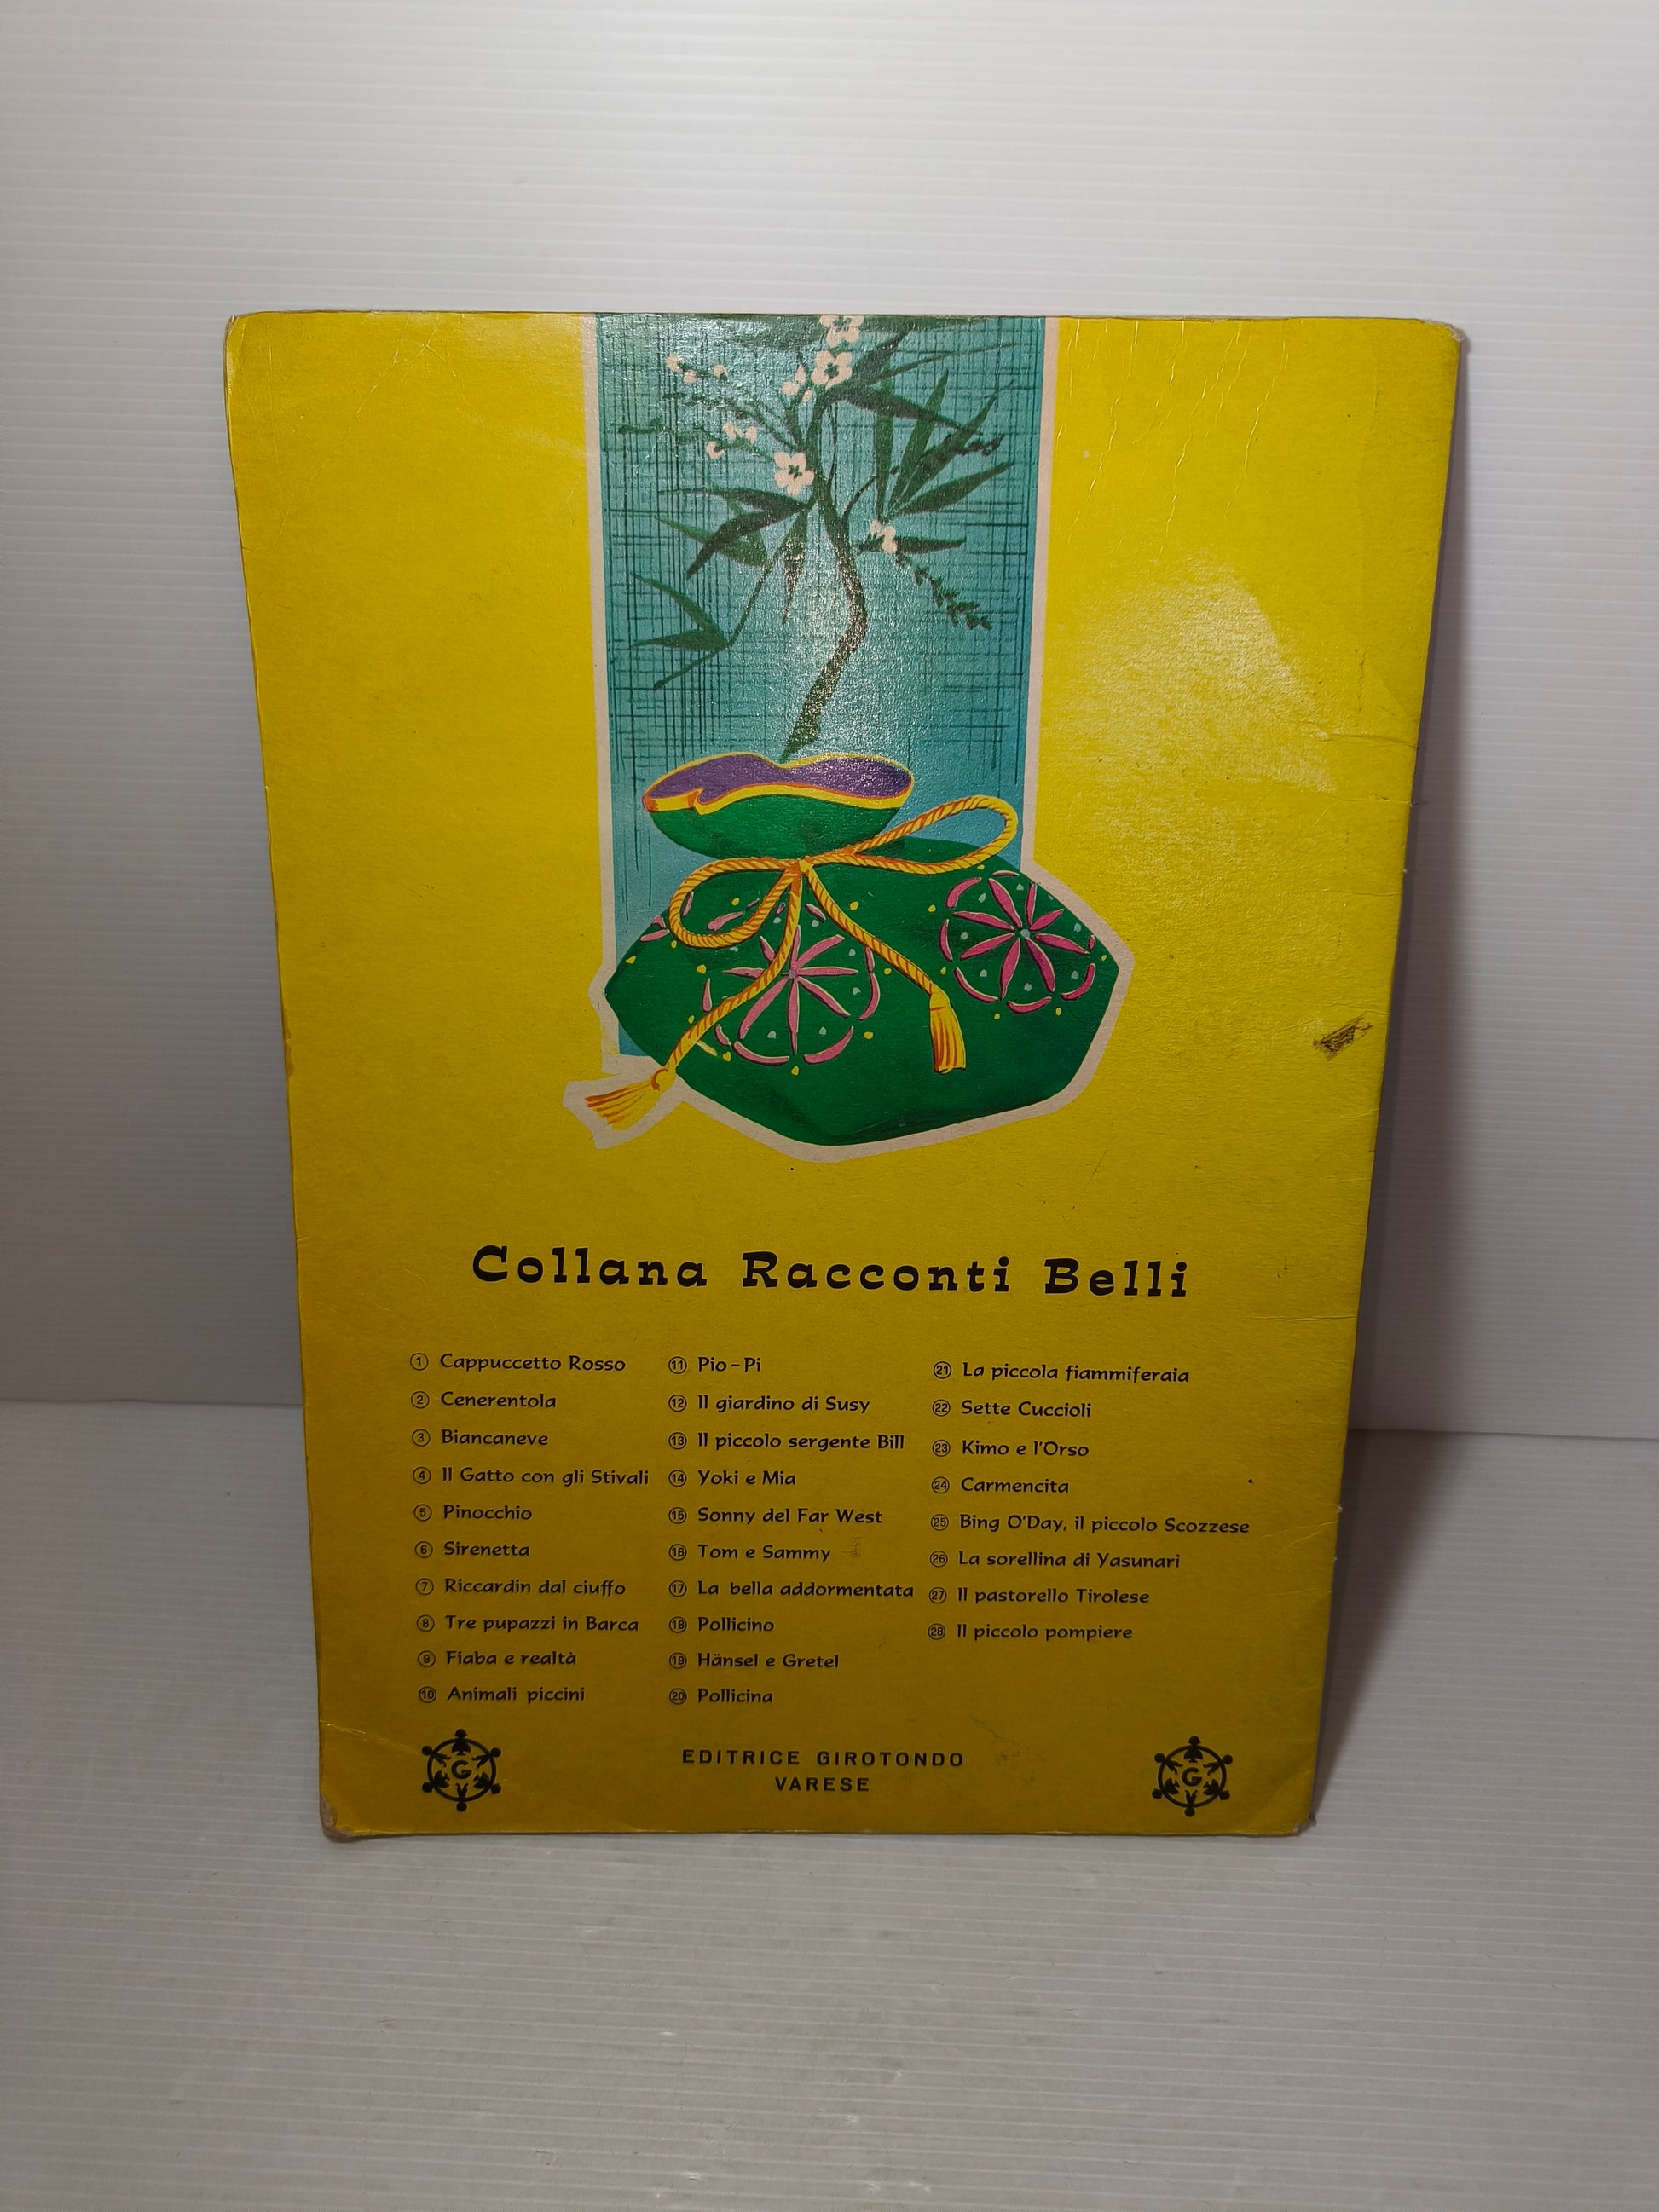 Collana Racconti Belli
① Cappuccetto Rosso
② Cenerentola
③ Biancaneve
④ Il Gatto con gli Stivali
⑤ Pinocchio
⑥ Sirenetta
⑦ Riccardin dal ciuffo
⑧ Tre pupazzi in Barca
⑨ Fiaba e realtà
⑩ Animali piccini
⑪ Pio-Pi
⑫ Il giardino di Susy
⑬ Il piccolo sergente Bill
⑭ Yoki e Mia
⑮ Sonny del Far West
⑯ Tom e Sammy
⑰ La bella addormentata
⑱ Pollicino
⑲ Hänsel e Gretel
⑳ Pollicina
㉑ La piccola fiammiferaia
㉒ Sette Cuccioli
㉓ Kimo e l'Orso
㉔ Carmencita
㉕ Bing O'Day, il piccolo Scozzese
㉖ La sorellina di Yasunari
㉗ Il pastorello Tirolese
㉘ Il piccolo pompiere
G
EDITRICE GIROTONDO
VARESE
G